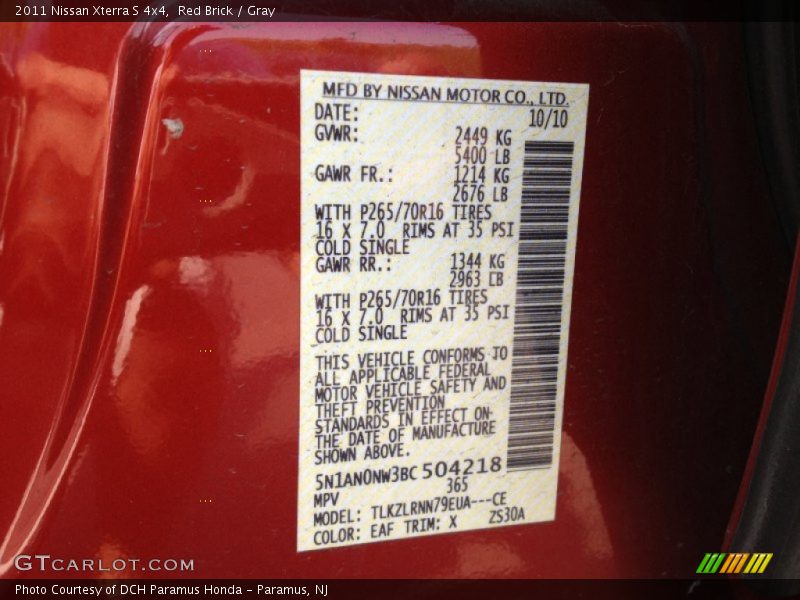 2011 Nissan Xterra S 4x4,  Red Brick / Gray
MFD BY NISSAN MOTOR CO., LTD.
DATE: 10/10
GVWR: 2449 KG
5400 LB
GAWR FR.: 1214 KG
2676 LB
WITH P265/70R16 TIRES
16 X 7.0 RIMS AT 35 PSI
COLD SINGLE
GAWR RR.: 1344 KG
2963 LB
WITH P265/70R16 TIRES
16 X 7.0 RIMS AT 35 PSI
COLD SINGLE
THIS VEHICLE CONFORMS TO
ALL APPLICABLE FEDERAL
MOTOR VEHICLE SAFETY AND
THEFT PREVENTION
STANDARDS IN EFFECT ON
THE DATE OF MANUFACTURE
SHOWN ABOVE.
5N1AN0NW3BC504218
MPV 365
MODEL: TLKZLRNN79EUA---CE
COLOR: EAF TRIM: X ZS30A
GTCARLOT.COM
Photo Courtesy of DCH Paramus Honda - Paramus, NJ